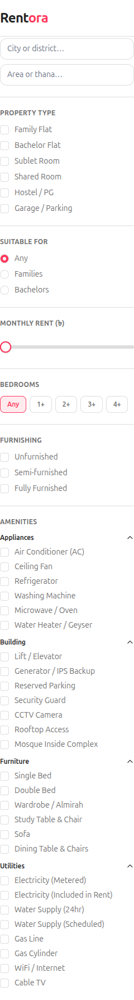 Rentora
City or district…
Area or thana…
PROPERTY TYPE
Family Flat
Bachelor Flat
Sublet Room
Shared Room
Hostel / PG
Garage / Parking
SUITABLE FOR
Any
Families
Bachelors
MONTHLY RENT (৳)
BEDROOMS
Any 1+ 2+ 3+ 4+
FURNISHING
Unfurnished
Semi-furnished
Fully Furnished
AMENITIES
Appliances
Air Conditioner (AC)
Ceiling Fan
Refrigerator
Washing Machine
Microwave / Oven
Water Heater / Geyser
Building
Lift / Elevator
Generator / IPS Backup
Reserved Parking
Security Guard
CCTV Camera
Rooftop Access
Mosque Inside Complex
Furniture
Single Bed
Double Bed
Wardrobe / Almirah
Study Table & Chair
Sofa
Dining Table & Chairs
Utilities
Electricity (Metered)
Electricity (Included in Rent)
Water Supply (24hr)
Water Supply (Scheduled)
Gas Line
Gas Cylinder
WiFi / Internet
Cable TV